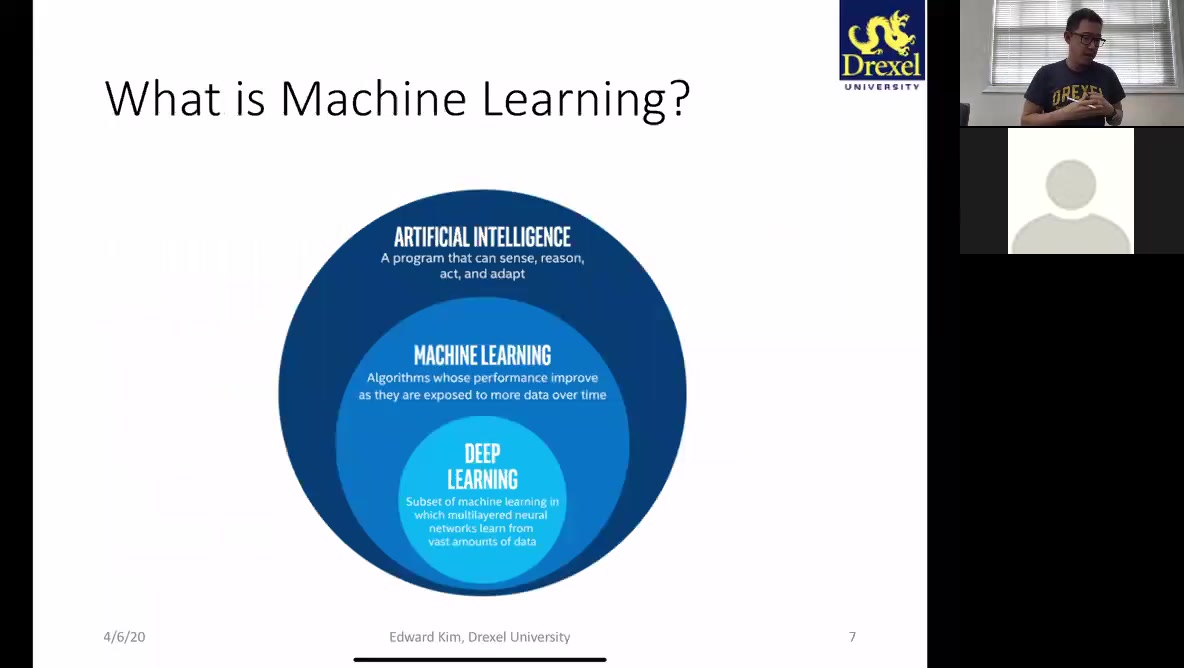 What is Machine Learning?
Drexel
UNIVERSITY
ARTIFICIAL INTELLIGENCE
A program that can sense, reason,
act, and adapt
MACHINE LEARNING
Algorithms whose performance improve
as they are exposed to more data over time
DEEP
LEARNING
Subset of machine learning in
which multilayered neural
networks learn from
vast amounts of data
4/6/20
Edward Kim, Drexel University
7
DREXEL